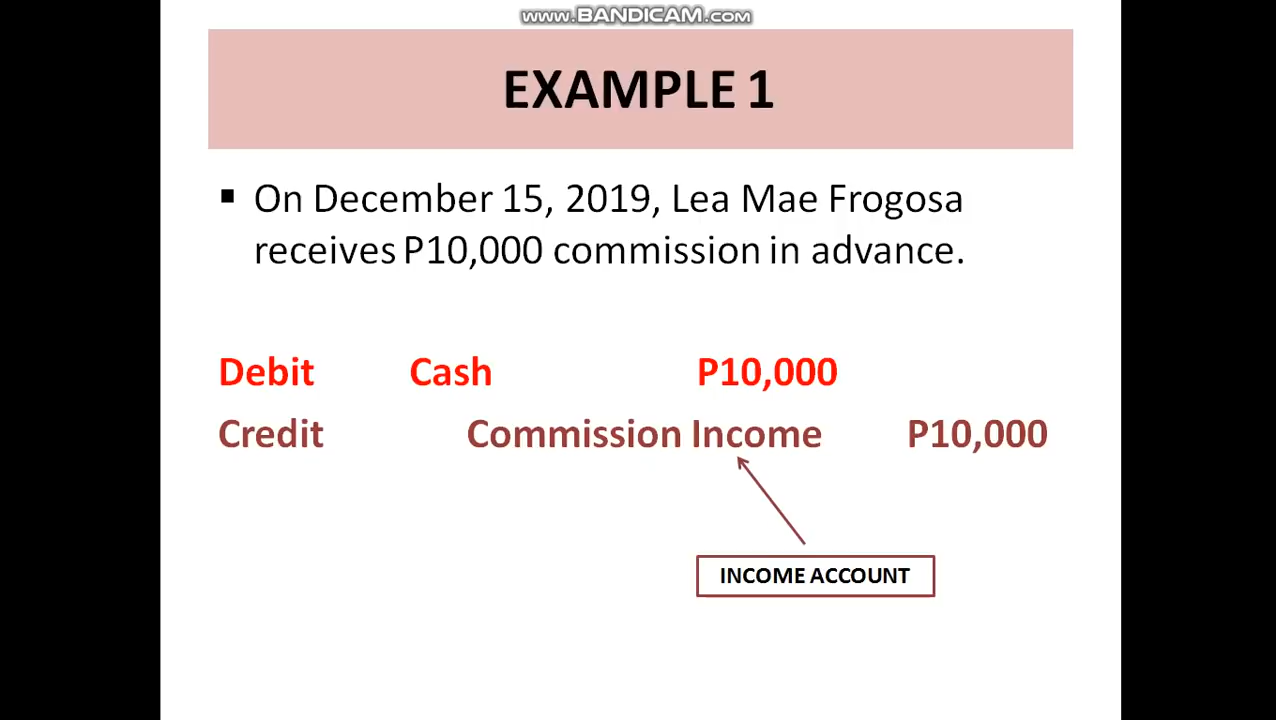 www.BANDICAM.com
EXAMPLE 1
▪ On December 15, 2019, Lea Mae Frogosa
receives P10,000 commission in advance.
Debit Cash P10,000
Credit Commission Income P10,000
INCOME ACCOUNT